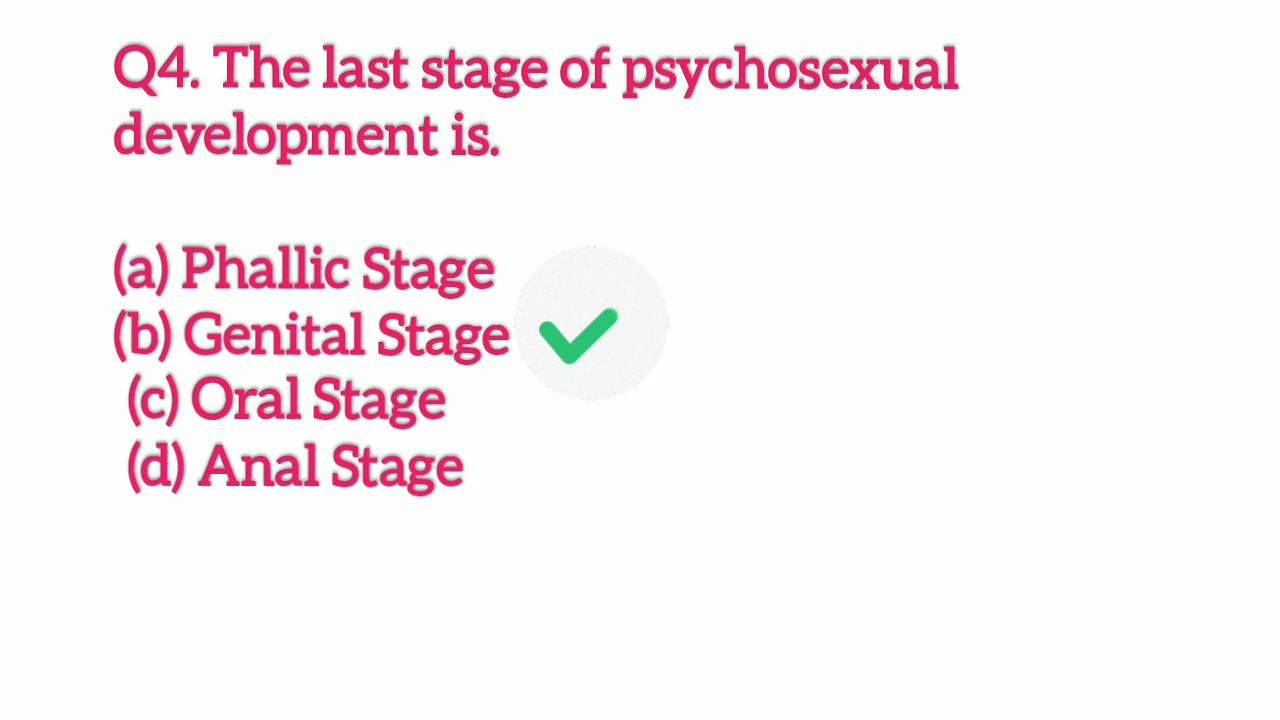 Q4. The last stage of psychosexual
development is.
(a) Phallic Stage
(b) Genital Stage
(c) Oral Stage
(d) Anal Stage